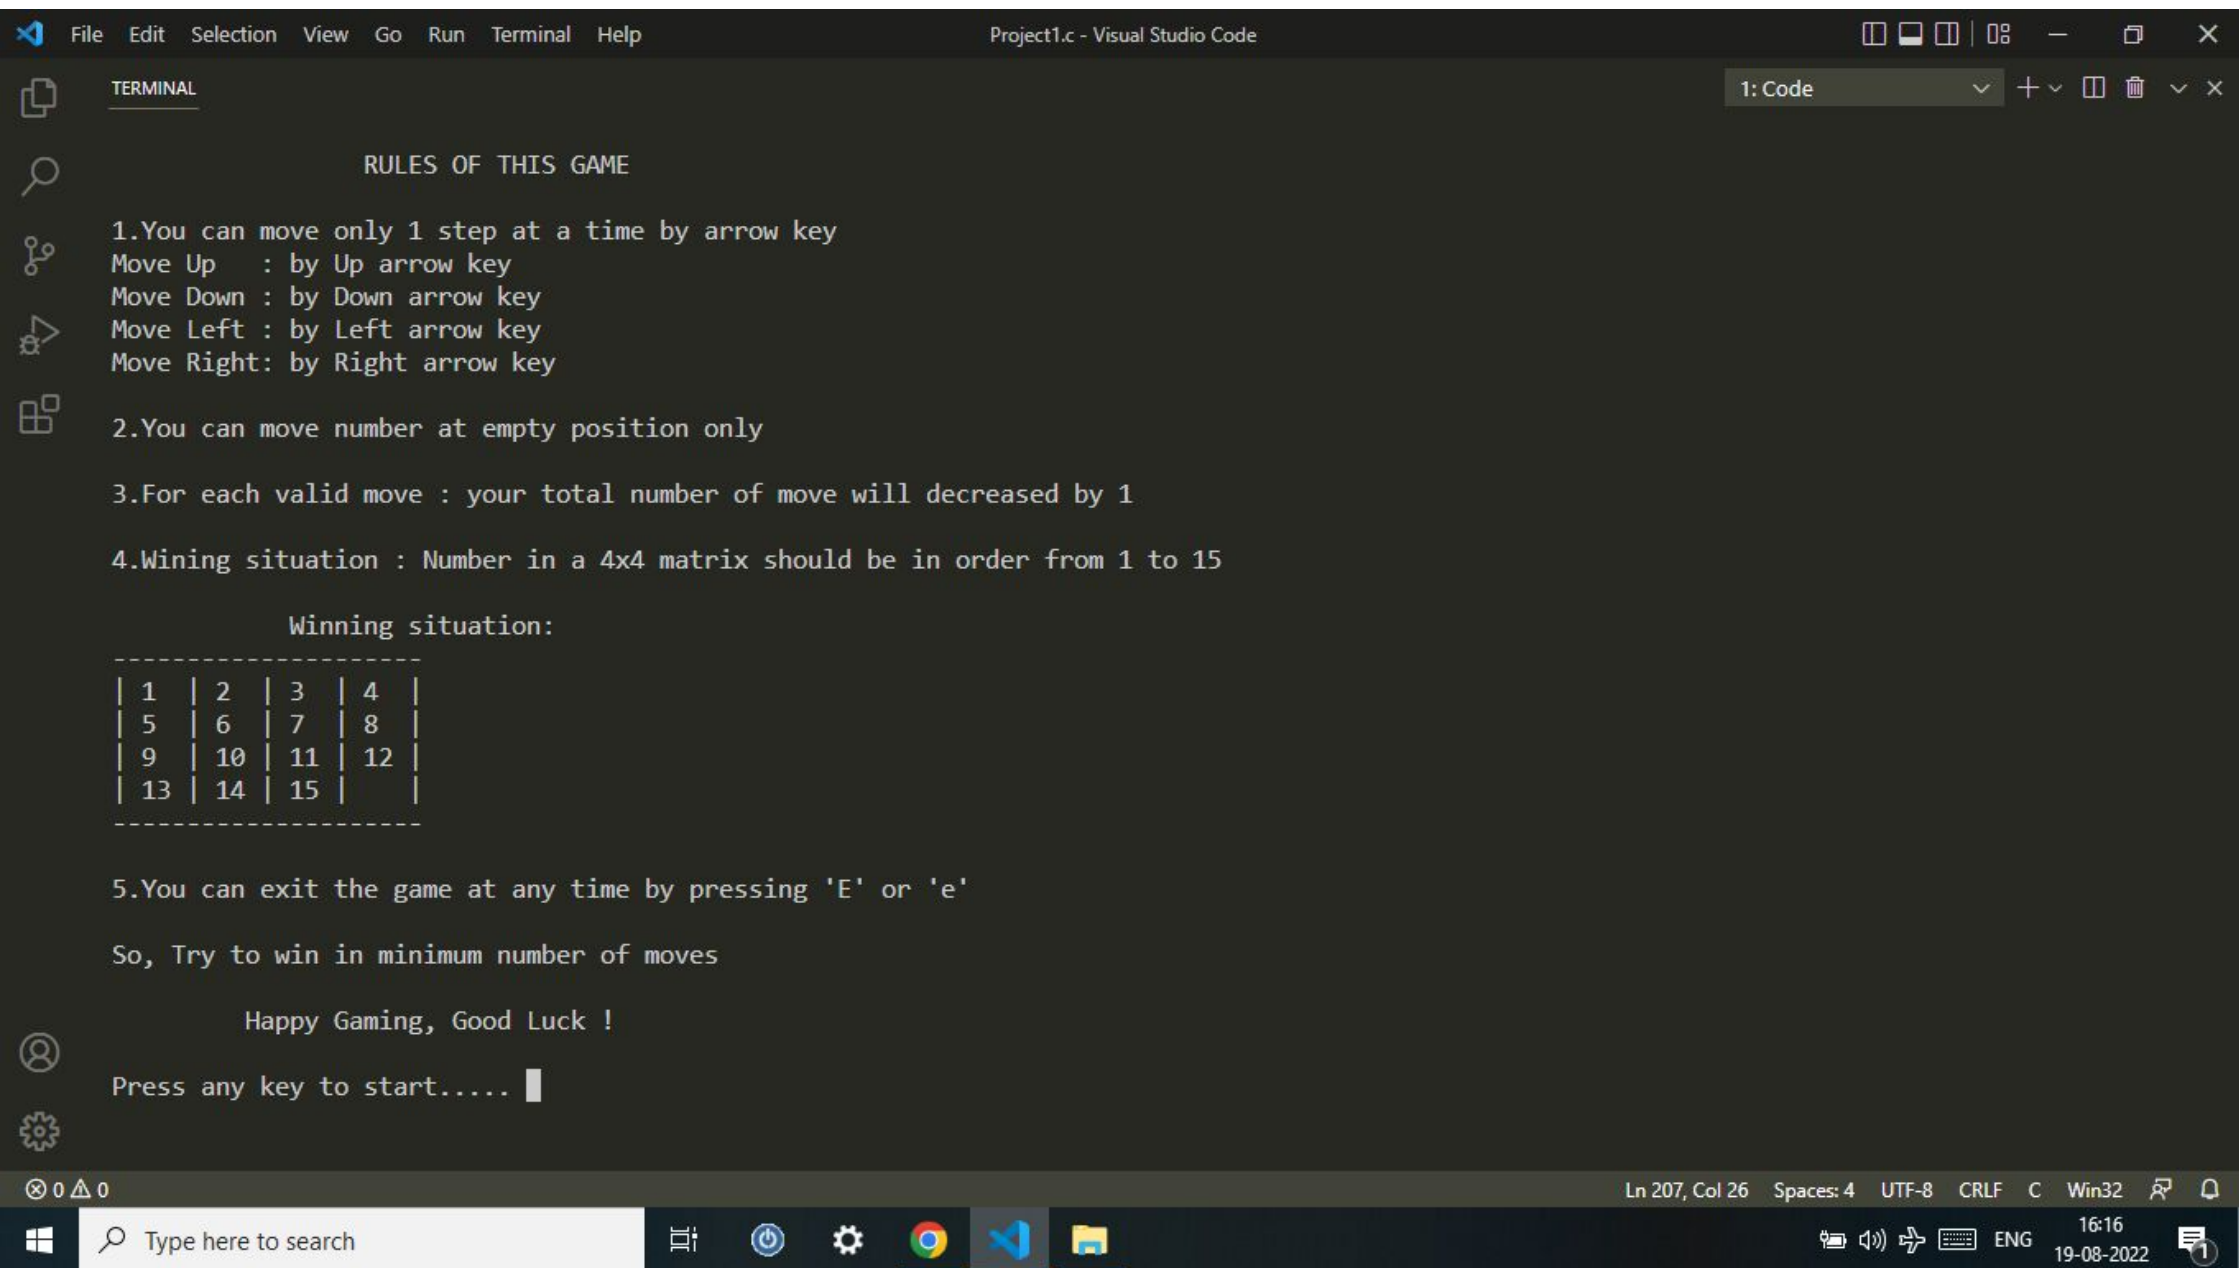 File Edit Selection View Go Run Terminal Help Project1.c - Visual Studio Code
TERMINAL 1: Code
RULES OF THIS GAME
1.You can move only 1 step at a time by arrow key
Move Up : by Up arrow key
Move Down : by Down arrow key
Move Left : by Left arrow key
Move Right: by Right arrow key
2.You can move number at empty position only
3.For each valid move : your total number of move will decreased by 1
4.Wining situation : Number in a 4x4 matrix should be in order from 1 to 15
Winning situation:
---------------------
| 1 | 2 | 3 | 4 |
| 5 | 6 | 7 | 8 |
| 9 | 10 | 11 | 12 |
| 13 | 14 | 15 | |
---------------------
5.You can exit the game at any time by pressing 'E' or 'e'
So, Try to win in minimum number of moves
Happy Gaming, Good Luck !
Press any key to start.....
0 0 Ln 207, Col 26 Spaces: 4 UTF-8 CRLF C Win32
Type here to search ENG 16:16
19-08-2022 1